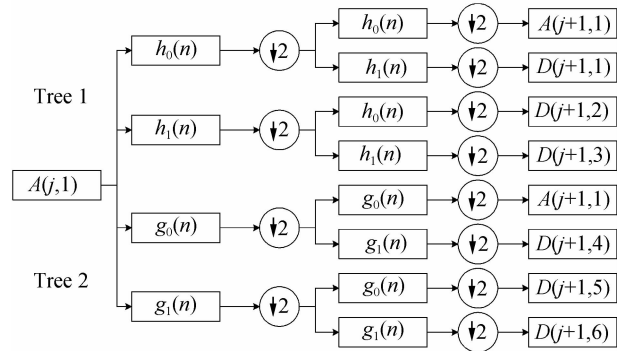 h₀(n) ↓2 A(j+1,1)
h₀(n) ↓2
h₁(n) ↓2 D(j+1,1)
Tree 1
h₀(n) ↓2 D(j+1,2)
h₁(n) ↓2
h₁(n) ↓2 D(j+1,3)
A(j,1)
g₀(n) ↓2 A(j+1,1)
g₀(n) ↓2
g₁(n) ↓2 D(j+1,4)
Tree 2
g₀(n) ↓2 D(j+1,5)
g₁(n) ↓2
g₁(n) ↓2 D(j+1,6)